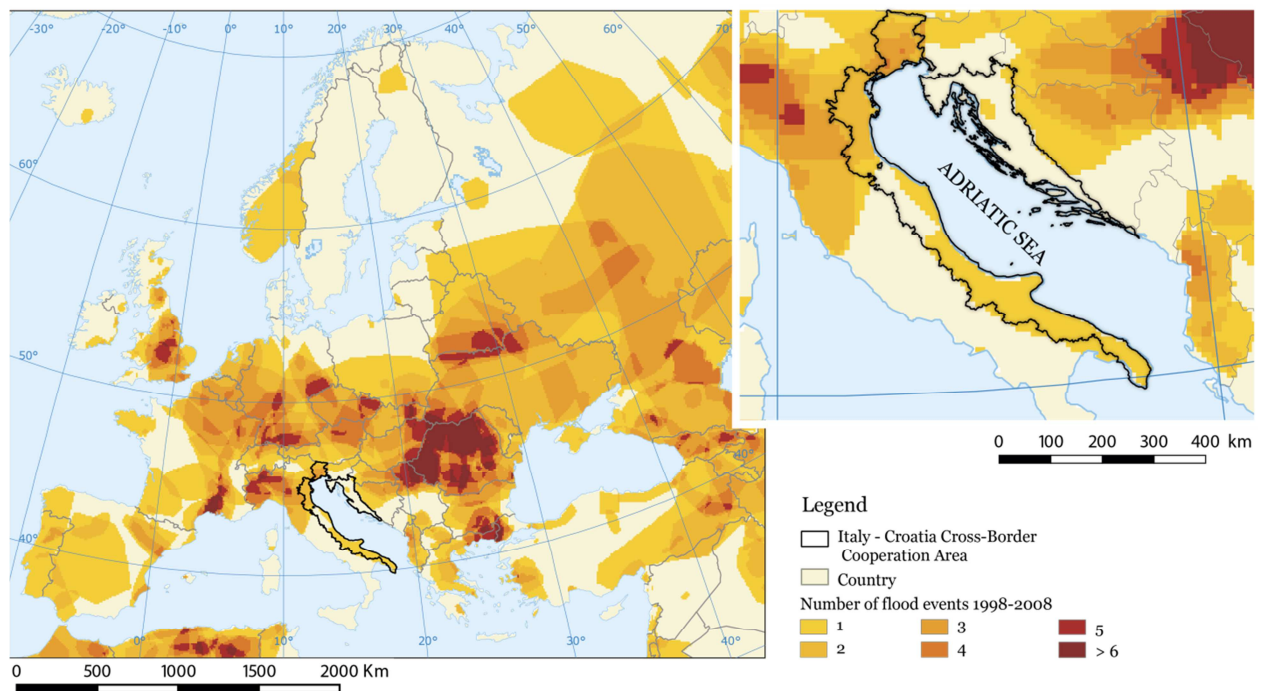 -30°
-20°
-10°
0°
10°
20°
30°
40°
50°
60°
70°
60°
50°
40°
40°
0°
10°
20°
30°
40°
0 500 1000 1500 2000 Km
ADRIATIC SEA
0 100 200 300 400 km
Legend
Italy - Croatia Cross-Border
Cooperation Area
Country
Number of flood events 1998-2008
1 3 5
2 4 > 6